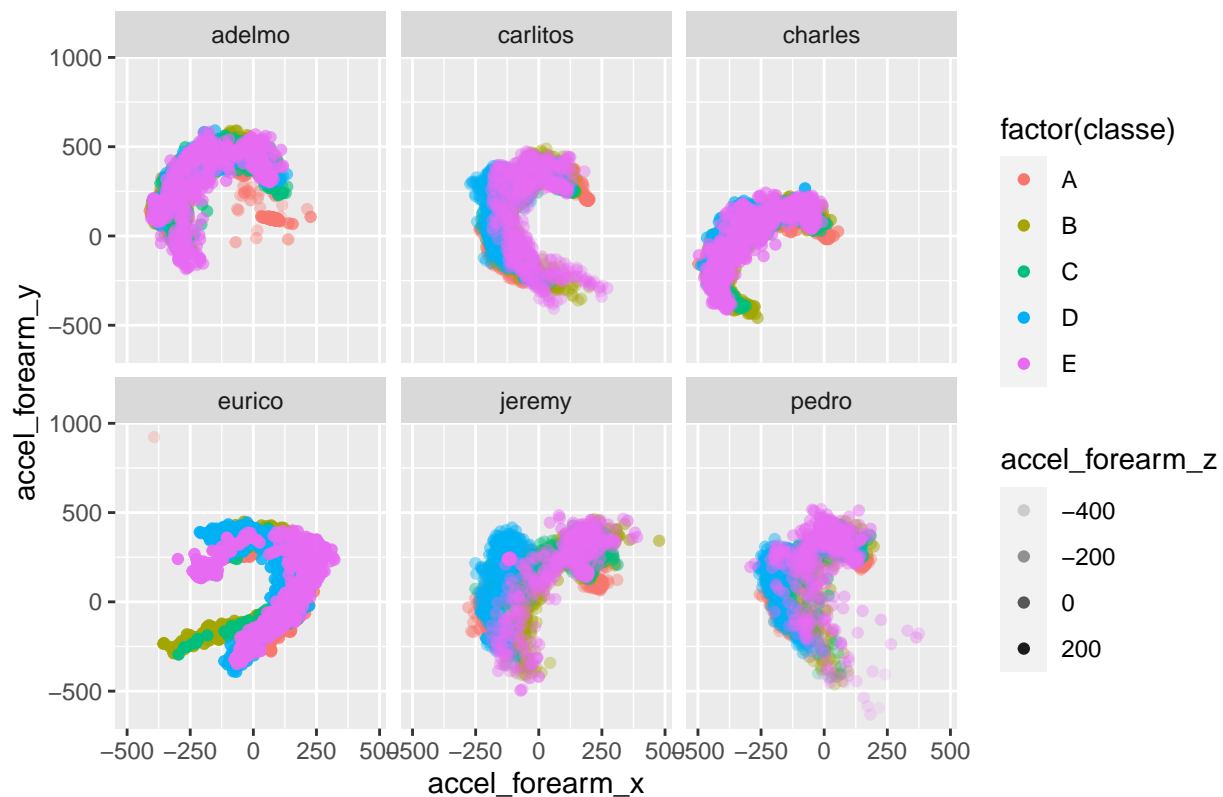 adelmo carlitos charles
1000
500
0
−500
eurico jeremy pedro
1000
500
0
−500
−500 −250 0 250 500 −500 −250 0 250 500 −500 −250 0 250 500
accel_forearm_x
accel_forearm_y
factor(classe)
A
B
C
D
E
accel_forearm_z
−400
−200
0
200